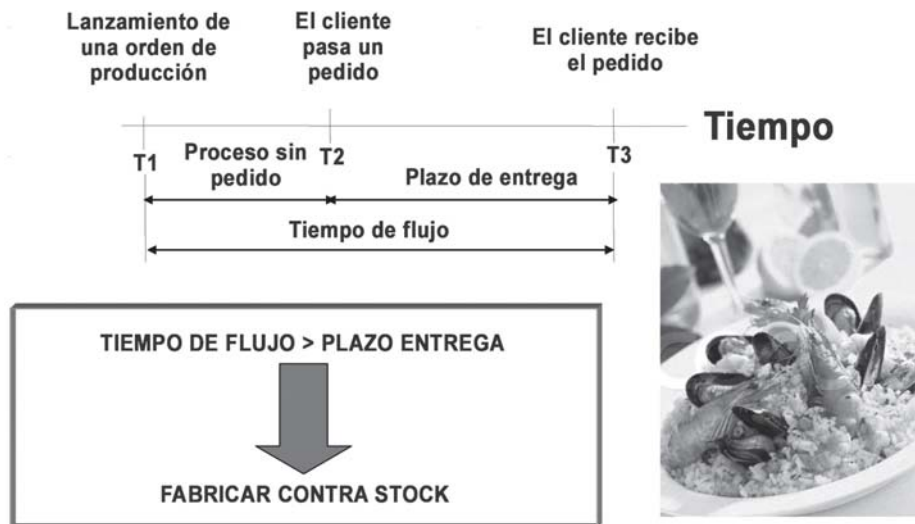 Lanzamiento de
una orden de
producción
El cliente
pasa un
pedido
El cliente recibe
el pedido
Tiempo
T1
Proceso sin
pedido
T2
Plazo de entrega
T3
Tiempo de flujo
TIEMPO DE FLUJO > PLAZO ENTREGA
FABRICAR CONTRA STOCK